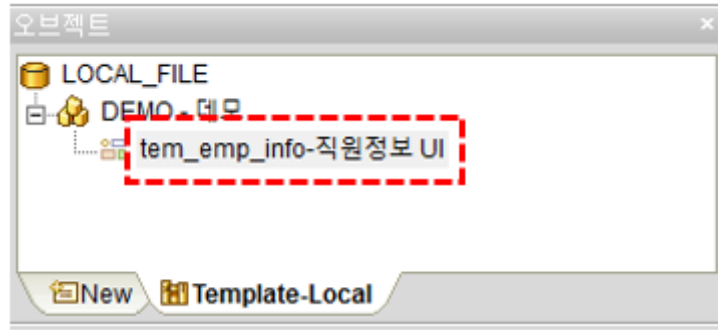 오브젝트
LOCAL_FILE
DEMO - 데모
tem_emp_info-직원정보 UI
New Template-Local